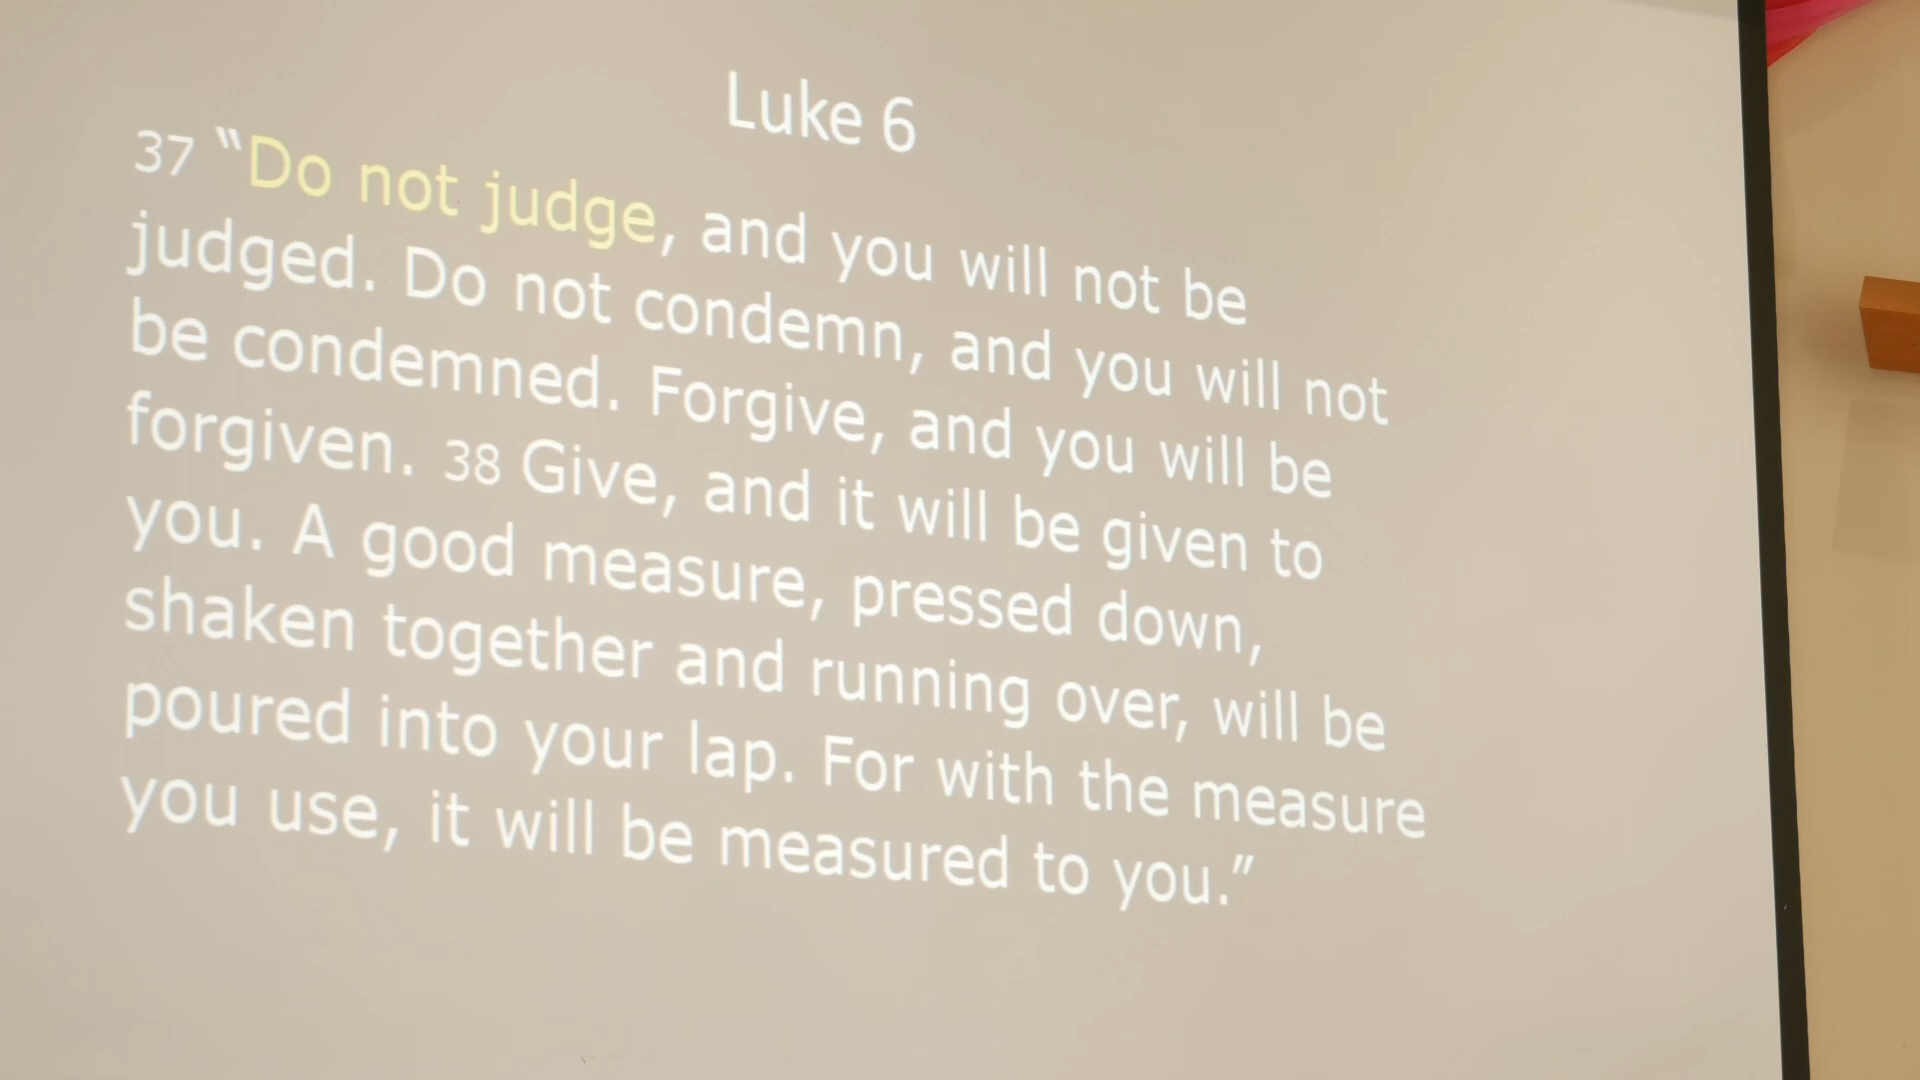 Luke 6
37 “Do not judge, and you will not be
judged. Do not condemn, and you will not
be condemned. Forgive, and you will be
forgiven. 38 Give, and it will be given to
you. A good measure, pressed down,
shaken together and running over, will be
poured into your lap. For with the measure
you use, it will be measured to you.”